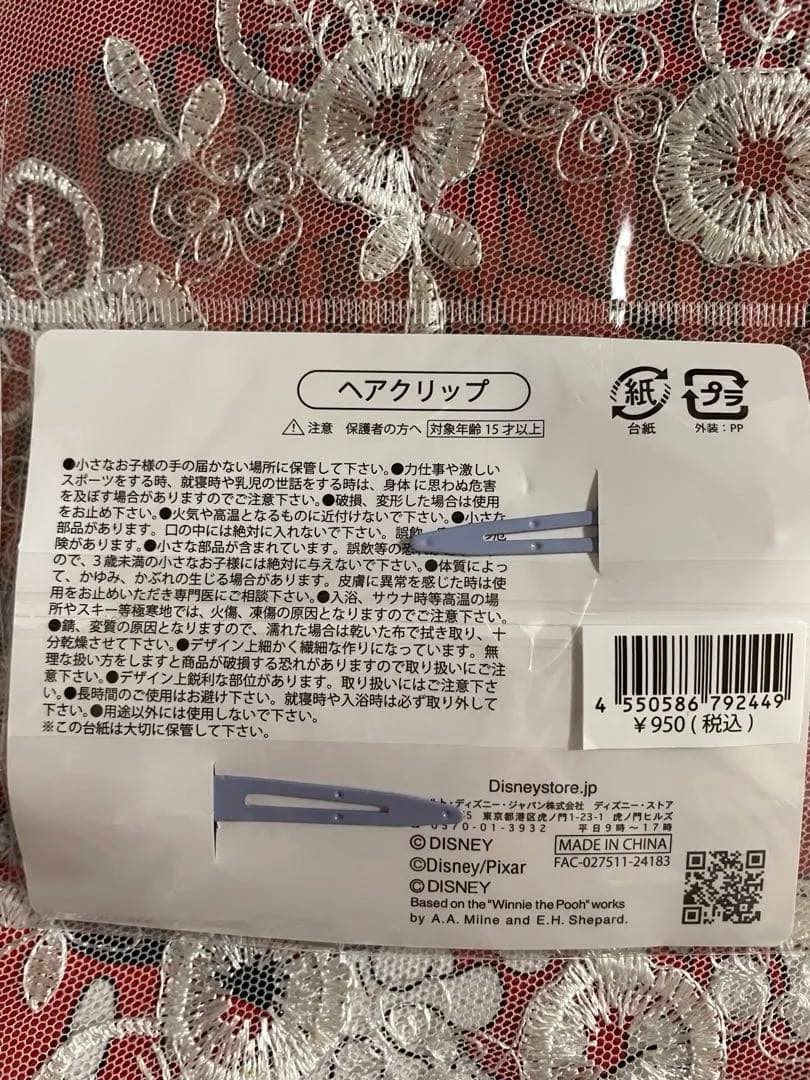 ヘアクリップ
注意 保護者の方へ 対象年齢15才以上
紙
台紙
プラ
外装:PP
●小さなお子様の手の届かない場所に保管して下さい。●力仕事や激しい
スポーツをする時、就寝時や乳児の世話をする時は、身体に思わぬ危害
を及ぼす場合がありますのでご注意下さい。●破損、変形した場合は使用
をお止め下さい。●火気や高温となるものに近付けないで下さい。●小さな
部品があります。口の中には絶対に入れないで下さい。誤飲
険があります。●小さな部品が含まれています。誤飲等の
ので、3歳未満の小さなお子様には絶対に与えないで下さい。●体質によっ
て、かゆみ、かぶれの生じる場合があります。皮膚に異常を感じた時は使
用をお止めいただき専門医にご相談下さい。●入浴、サウナ時等高温の場
所やスキー等極寒地では、火傷、凍傷の原因となりますのでご注意下さい。
●錆、変質の原因となりますので、濡れた場合は乾いた布で拭き取り、十
分乾燥させて下さい。●デザイン上細かく繊細な作りになっています。無
理な扱い方をしますと商品が破損する恐れがありますので取り扱いにご注
意下さい。●デザイン上鋭利な部位があります。取り扱いにはご注意下さ
い。●長時間のご使用はお避け下さい。就寝時や入浴時は必ず取り外して
下さい。●用途以外には使用しないで下さい。
※この台紙は大切に保管して下さい。
4 550586 792449
¥950(税込)
Disneystore.jp
ト・ディズニー・ジャパン株式会社 ディズニー・ストア
東京都港区虎ノ門1-23-1 虎ノ門ヒルズ
0570-01-3932 平日9時〜17時
©DISNEY
MADE IN CHINA
©Disney/Pixar
FAC-027511-24183
©DISNEY
Based on the "Winnie the Pooh" works
by A.A. Milne and E.H. Shepard.